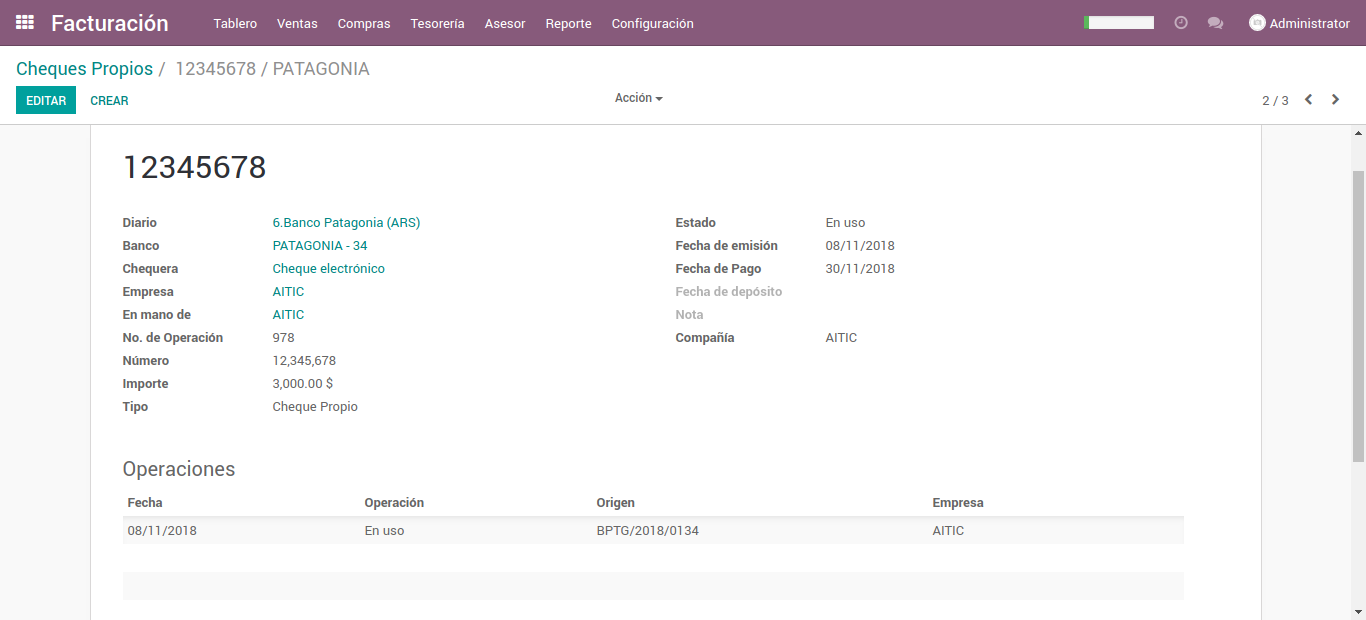 Facturación Tablero Ventas Compras Tesorería Asesor Reporte Configuración Administrator
Cheques Propios / 12345678 / PATAGONIA
EDITAR CREAR Acción 2 / 3
12345678
Diario 6.Banco Patagonia (ARS) Estado En uso
Banco PATAGONIA - 34 Fecha de emisión 08/11/2018
Chequera Cheque electrónico Fecha de Pago 30/11/2018
Empresa AITIC Fecha de depósito
En mano de AITIC Nota
No. de Operación 978 Compañía AITIC
Número 12,345,678
Importe 3,000.00 $
Tipo Cheque Propio
Operaciones
Fecha Operación Origen Empresa
08/11/2018 En uso BPTG/2018/0134 AITIC